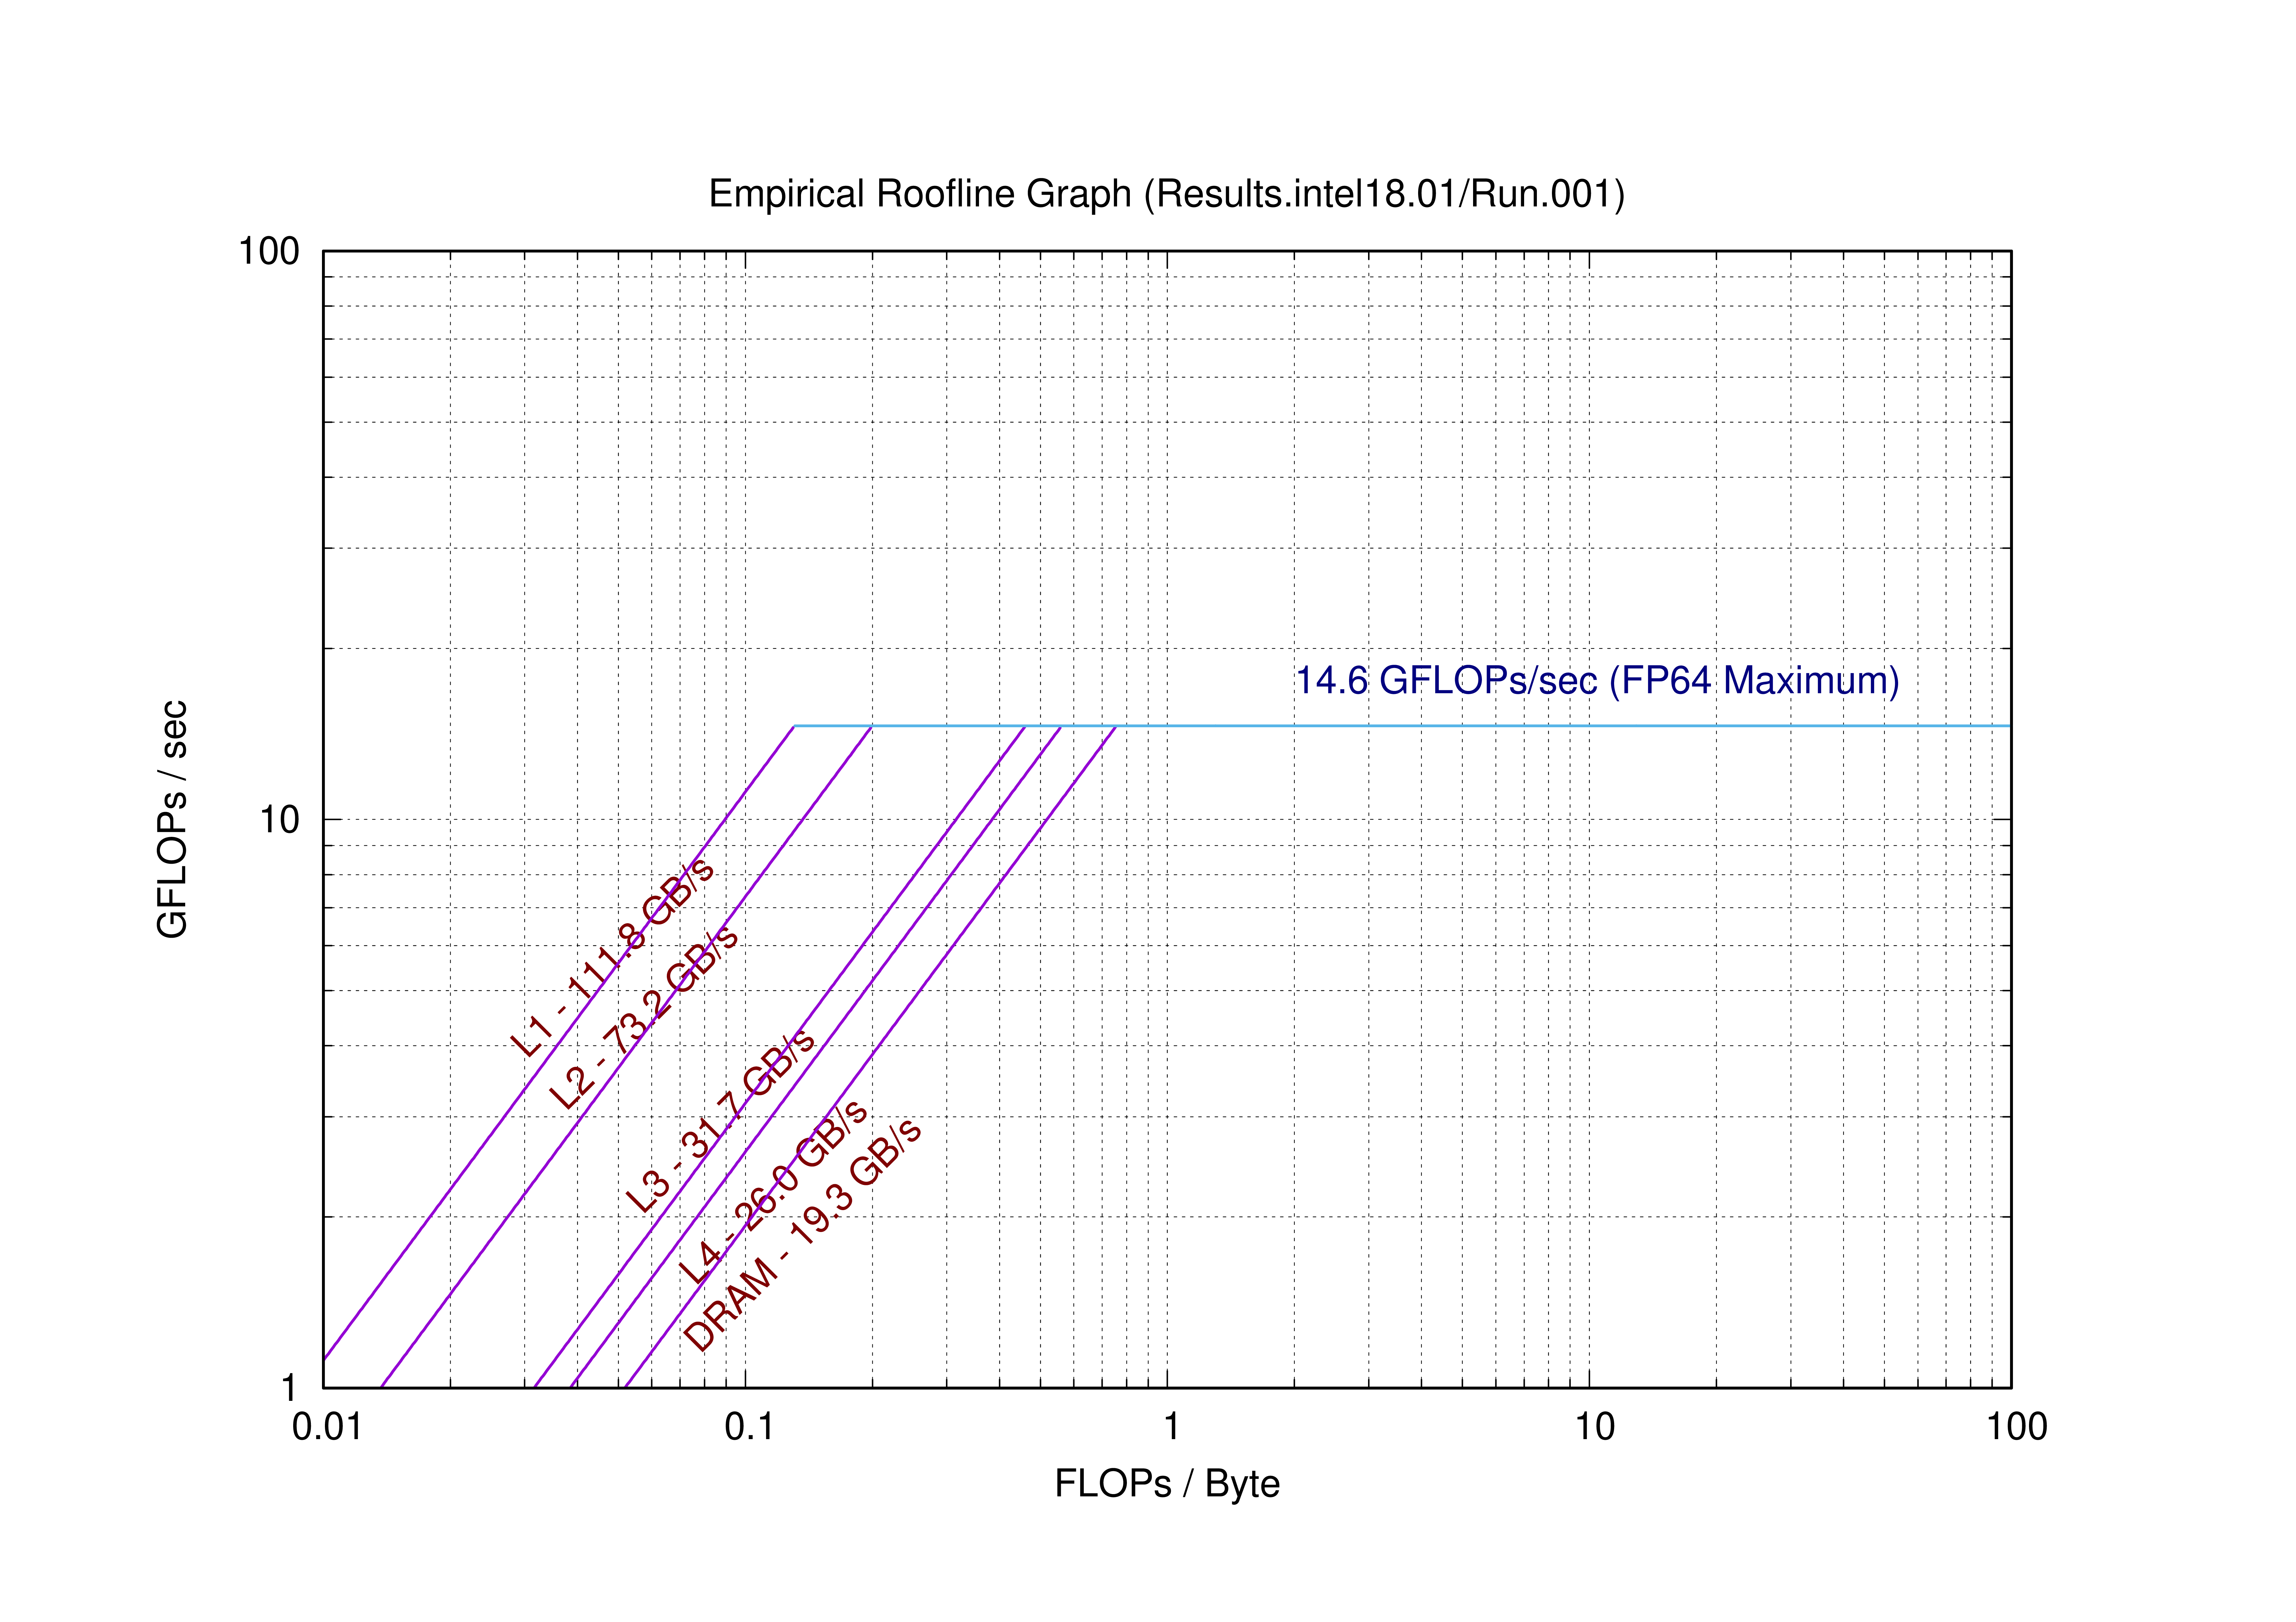 Empirical Roofline Graph (Results.intel18.01/Run.001)
100
10
1
GFLOPs / sec
14.6 GFLOPs/sec (FP64 Maximum)
L1 - 111.8 GB/s
L2 - 73.2 GB/s
L3 - 31.7 GB/s
L4 - 26.0 GB/s
DRAM - 19.3 GB/s
0.01
0.1
1
10
100
FLOPs / Byte